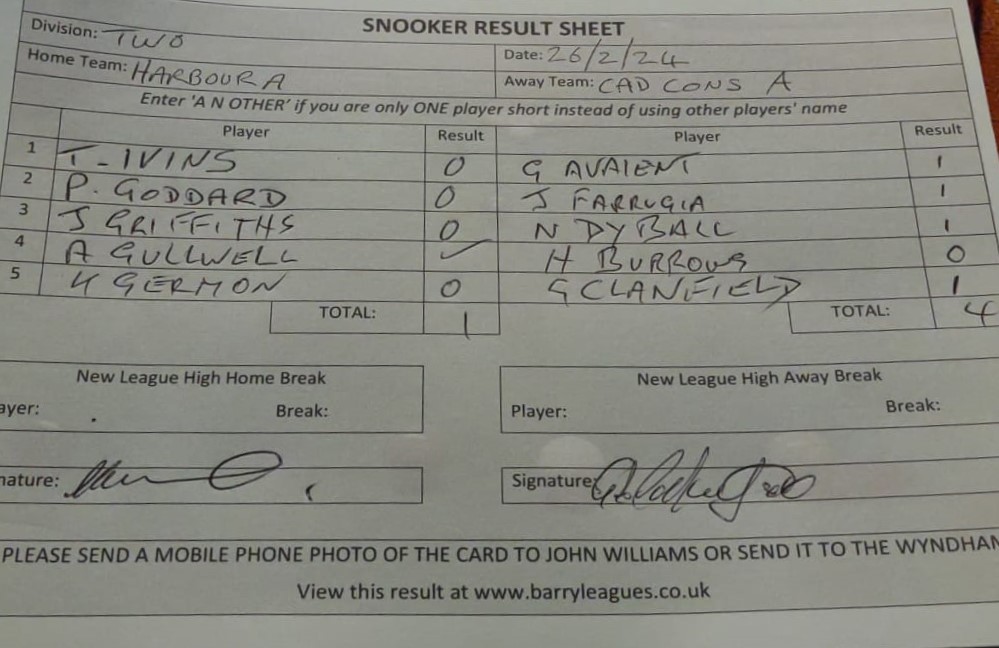 SNOOKER RESULT SHEET
Division: TWO
Date: 26/2/24
Home Team: HARBOUR A
Away Team: CAD CONS A
Enter 'A N OTHER' if you are only ONE player short instead of using other players' name
Player Result Player Result
1 T. IVINS 0 G AVAIENT 1
2 P. GODDARD 0 J FARRUGIA 1
3 J GRIFFITHS 0 N DYBALL 1
4 A GULLWELL ✓ H BURROWS 0
5 K GERMON 0 G CLANFIELD 1
TOTAL: 1 TOTAL: 4
New League High Home Break New League High Away Break
ayer: Break: Player: Break:
nature: Signature
PLEASE SEND A MOBILE PHONE PHOTO OF THE CARD TO JOHN WILLIAMS OR SEND IT TO THE WYNDHAN
View this result at www.barryleagues.co.uk